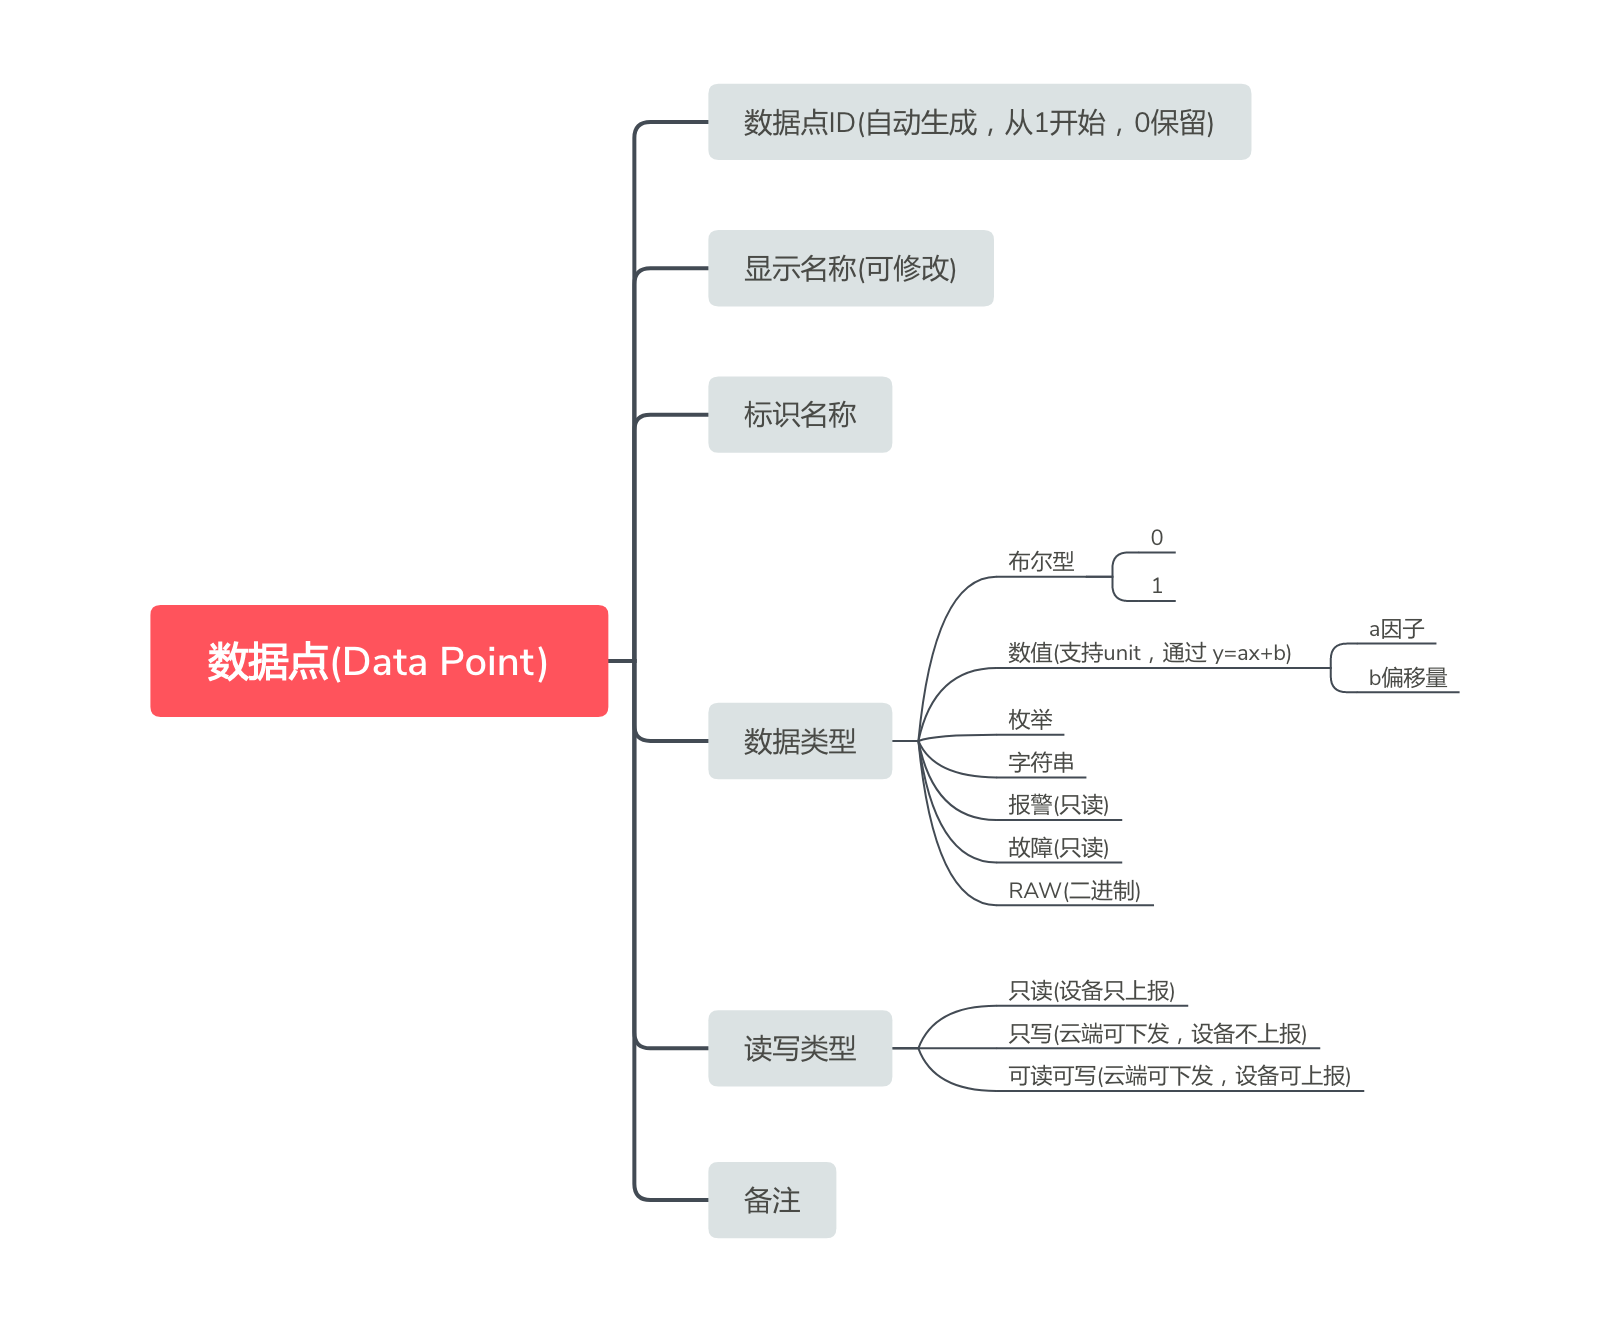 数据点(Data Point)
数据点ID(自动生成，从1开始，0保留)
显示名称(可修改)
标识名称
数据类型
布尔型
0
1
数值(支持unit，通过 y=ax+b)
a因子
b偏移量
枚举
字符串
报警(只读)
故障(只读)
RAW(二进制)
读写类型
只读(设备只上报)
只写(云端可下发，设备不上报)
可读可写(云端可下发，设备可上报)
备注